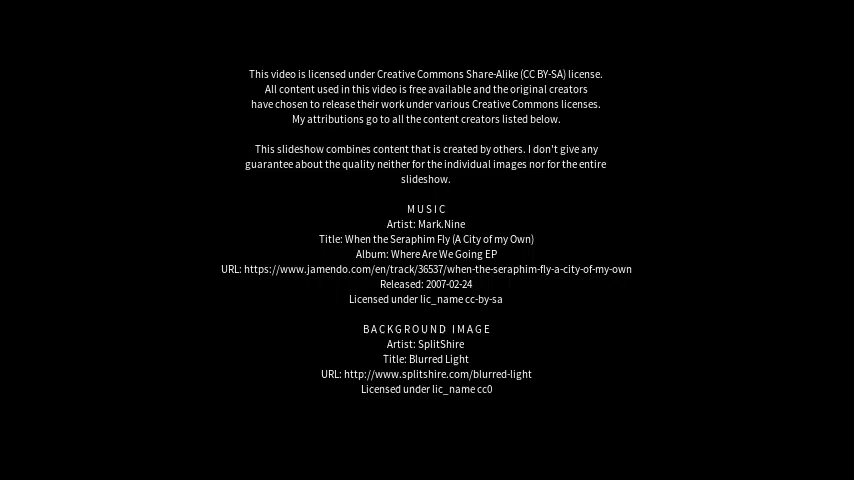 This video is licensed under Creative Commons Share-Alike (CC BY-SA) license.
All content used in this video is free available and the original creators
have chosen to release their work under various Creative Commons licenses.
My attributions go to all the content creators listed below.
This slideshow combines content that is created by others. I don't give any
guarantee about the quality neither for the individual images nor for the entire
slideshow.
MUSIC
Artist: Mark.Nine
Title: When the Seraphim Fly (A City of my Own)
Album: Where Are We Going EP
URL: https://www.jamendo.com/en/track/36537/when-the-seraphim-fly-a-city-of-my-own
Released: 2007-02-24
Licensed under lic_name cc-by-sa
BACKGROUND IMAGE
Artist: SplitShire
Title: Blurred Light
URL: http://www.splitshire.com/blurred-light
Licensed under lic_name cc0